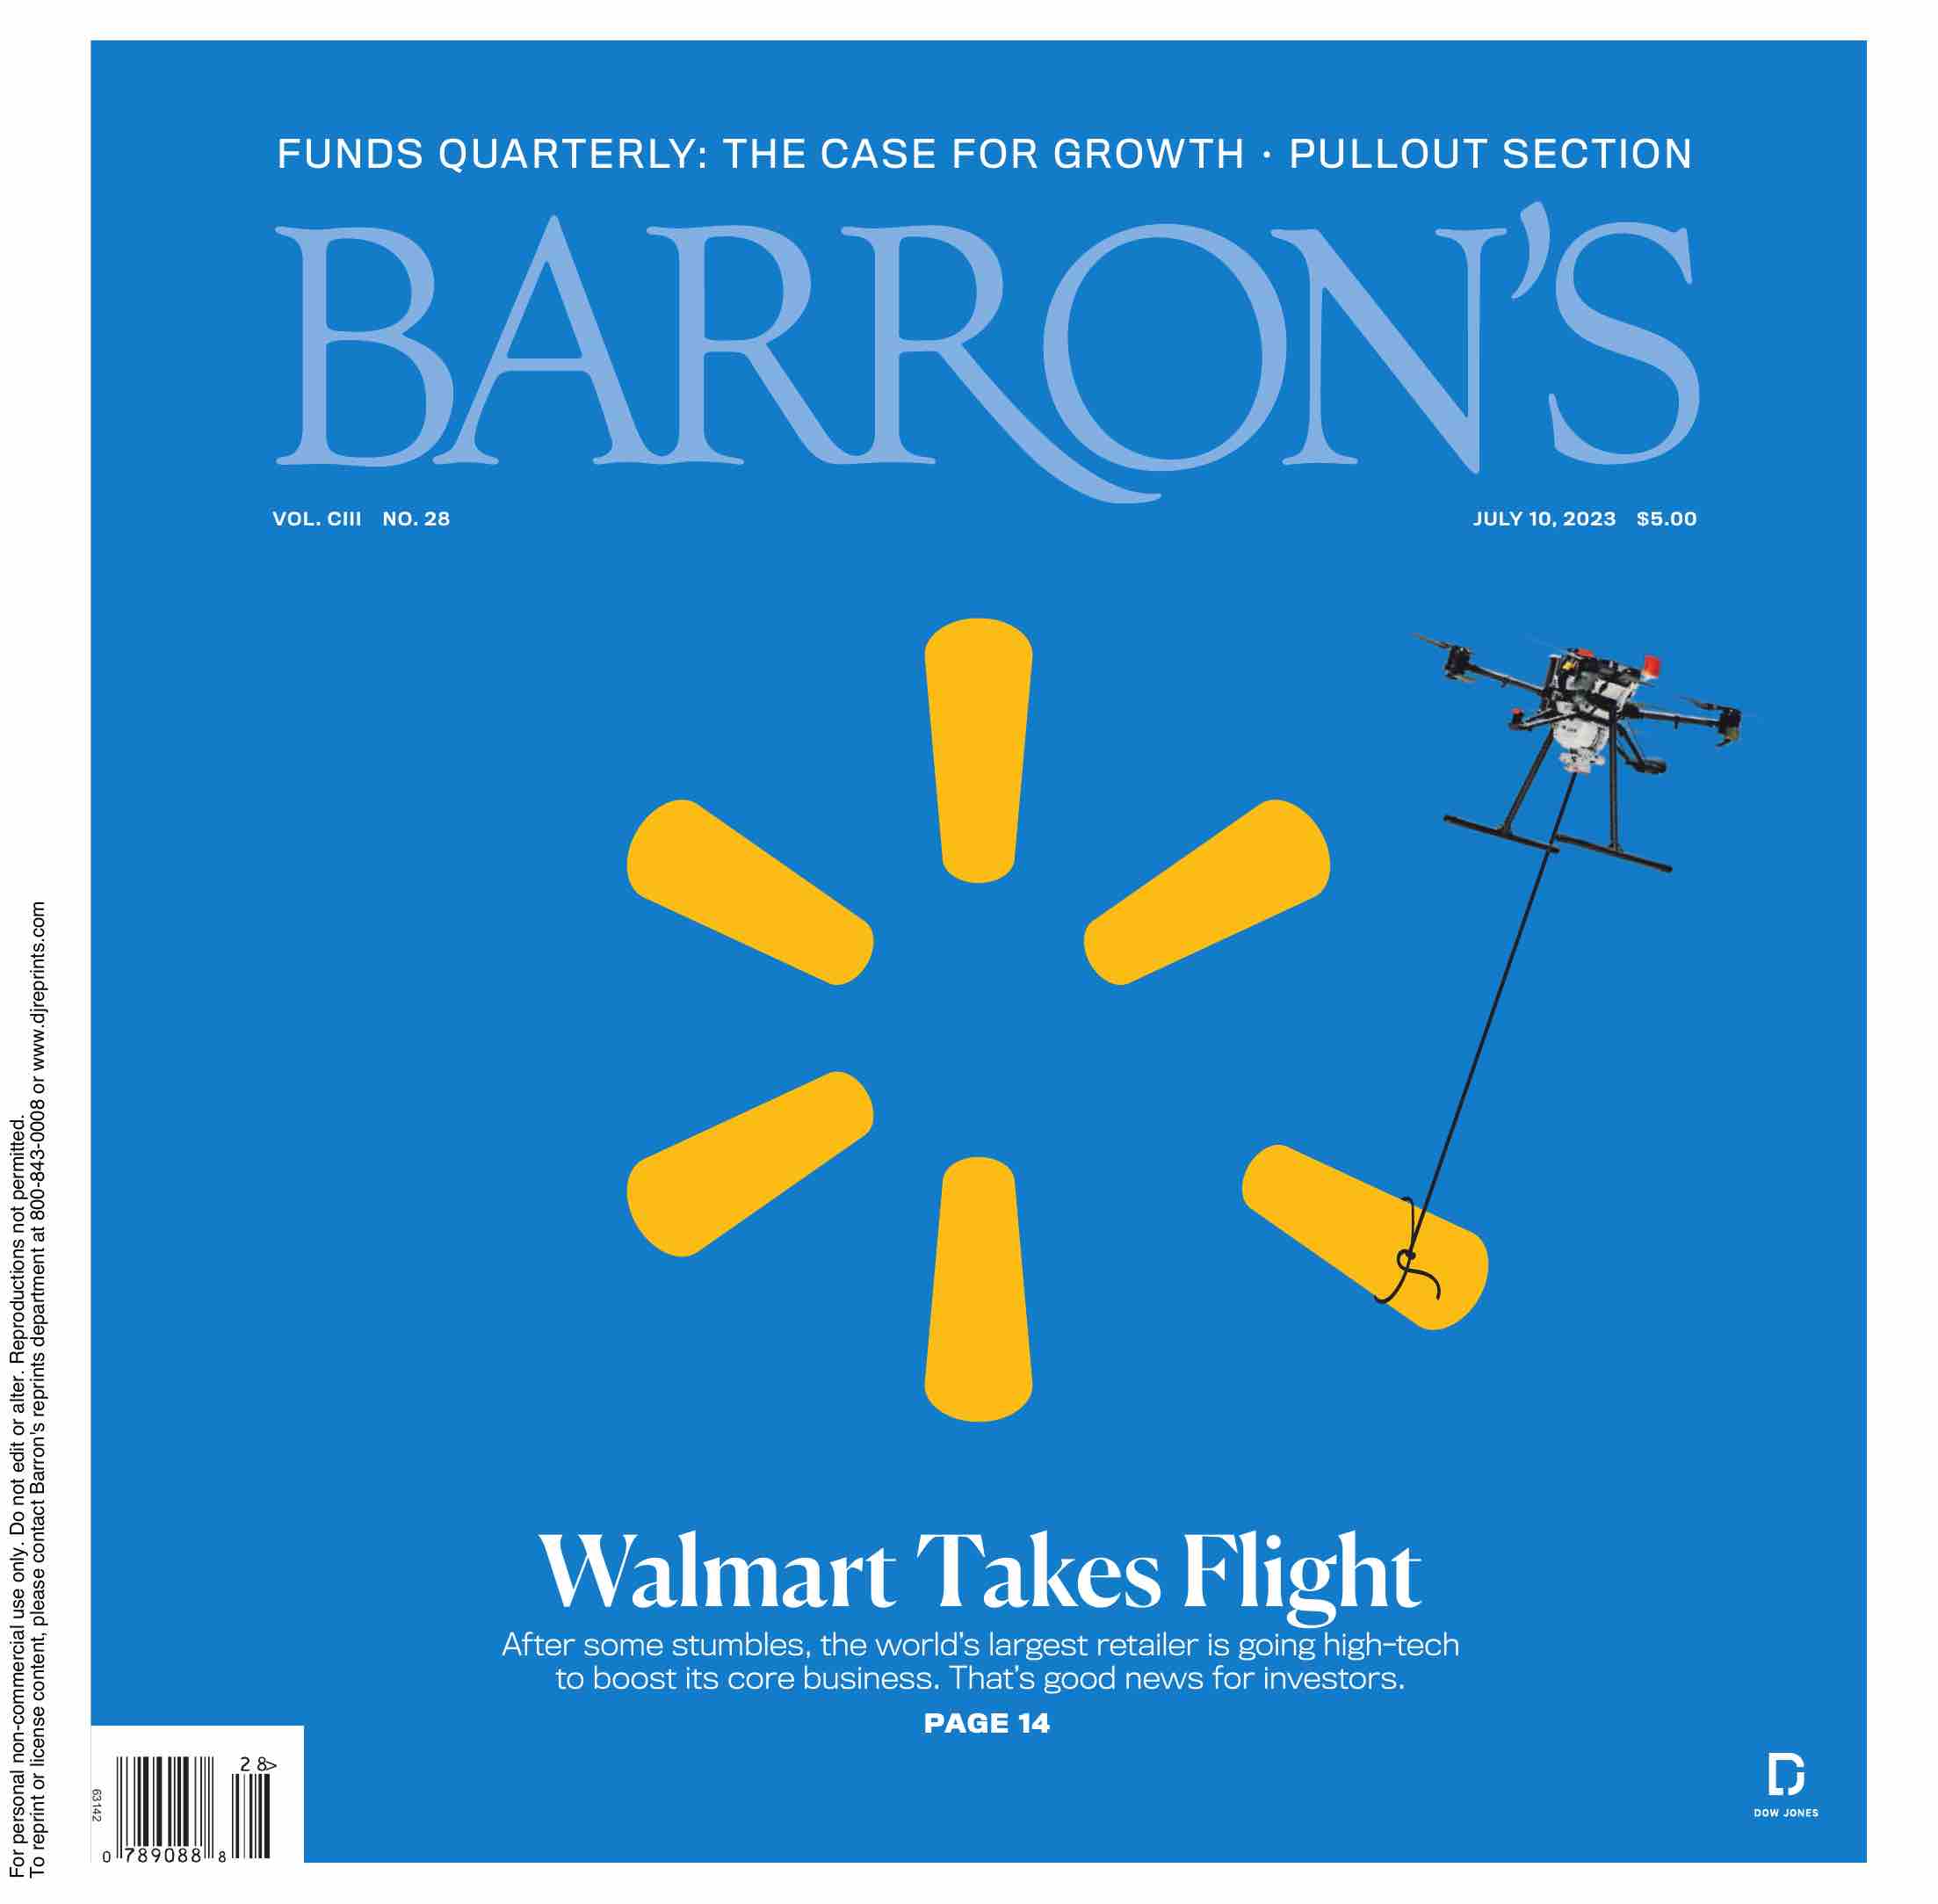 FUNDS QUARTERLY: THE CASE FOR GROWTH · PULLOUT SECTION
BARRON'S
VOL. CIII NO. 28
JULY 10, 2023 $5.00
Walmart Takes Flight
After some stumbles, the world's largest retailer is going high-tech
to boost its core business. That's good news for investors.
PAGE 14
DOW JONES
28>
63142
0 789088 8
For personal non-commercial use only. Do not edit or alter. Reproductions not permitted.
To reprint or license content, please contact Barron's reprints department at 800-843-0008 or www.djreprints.com